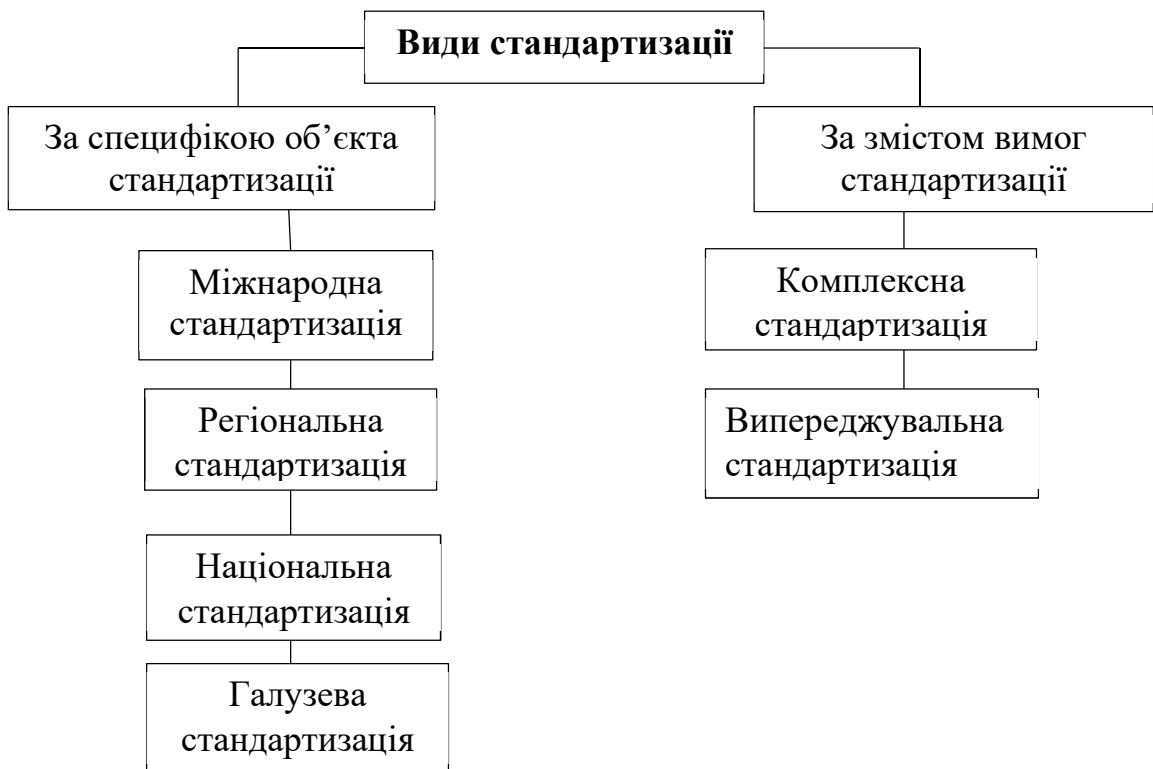 Види стандартизації
За специфікою об’єкта
стандартизації
За змістом вимог
стандартизації
Міжнародна
стандартизація
Регіональна
стандартизація
Національна
стандартизація
Галузева
стандартизація
Комплексна
стандартизація
Випереджувальна
стандартизація